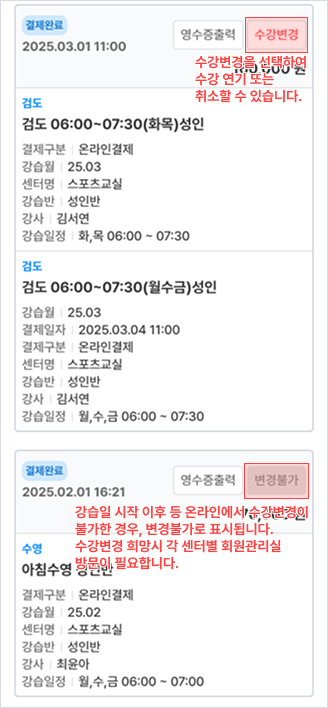 결제완료
2025.03.01 11:00
영수증출력
수강변경
원
수강변경을 선택하여
수강 연기 또는
취소할 수 있습니다.
검도
검도 06:00~07:30(화목)성인
결제구분 온라인결제
강습월 25.03
센터명 스포츠교실
강습반 성인반
강사 김서연
강습일정 화,목 06:00 ~ 07:30
검도
검도 06:00~07:30(월수금)성인
강습월 25.03
결제일자 2025.03.04 11:00
결제구분 온라인결제
센터명 스포츠교실
강습반 성인반
강사 김서연
강습일정 월,수,금 06:00 ~ 07:30
결제완료
2025.02.01 16:21
영수증출력
변경불가
강습일 시작 이후 등 온라인에서 수강변경이
불가한 경우, 변경불가로 표시됩니다.
수강변경 희망시 각 센터별 회원관리실
방문이 필요합니다.
수영
아침수영 성인반
결제구분 온라인결제
강습월 25.02
센터명 스포츠교실
강습반 성인반
강사 최윤아
강습일정 월,수,금 06:00 ~ 07:00